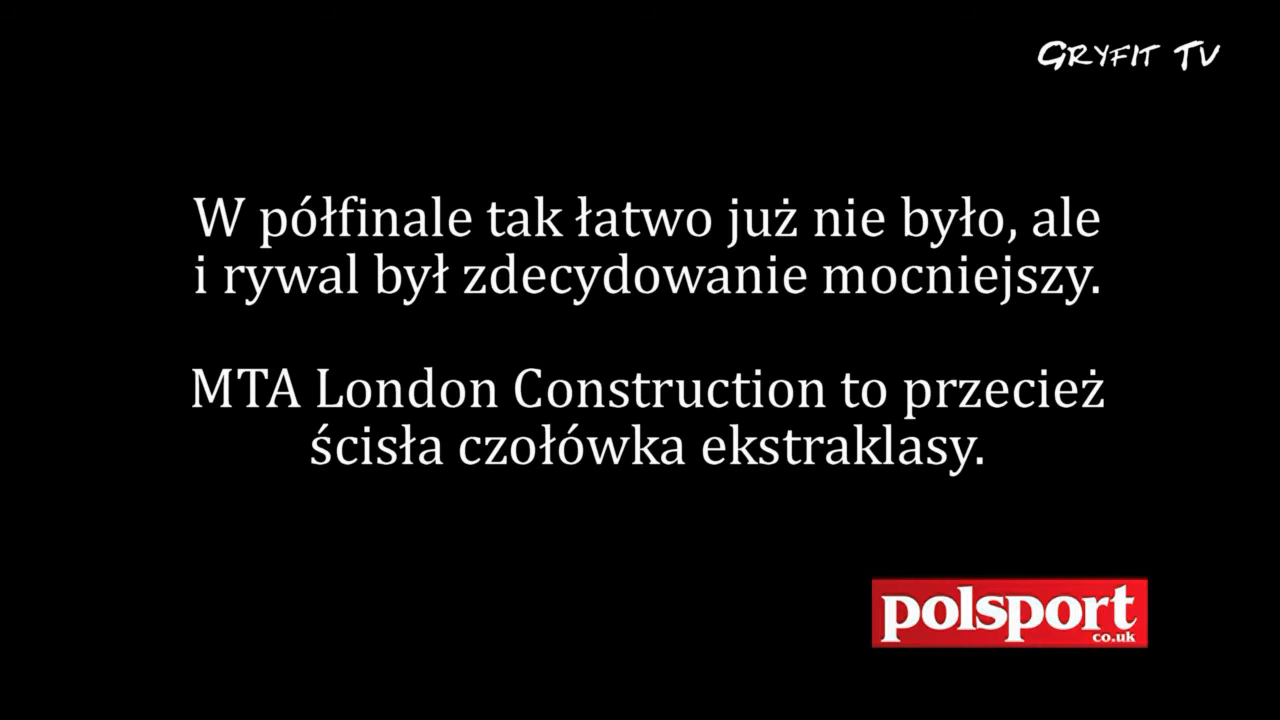 GRYFIT TV
W półfinale tak łatwo już nie było, ale
i rywal był zdecydowanie mocniejszy.
MTA London Construction to przecież
ścisła czołówka ekstraklasy.
polsport
co.uk